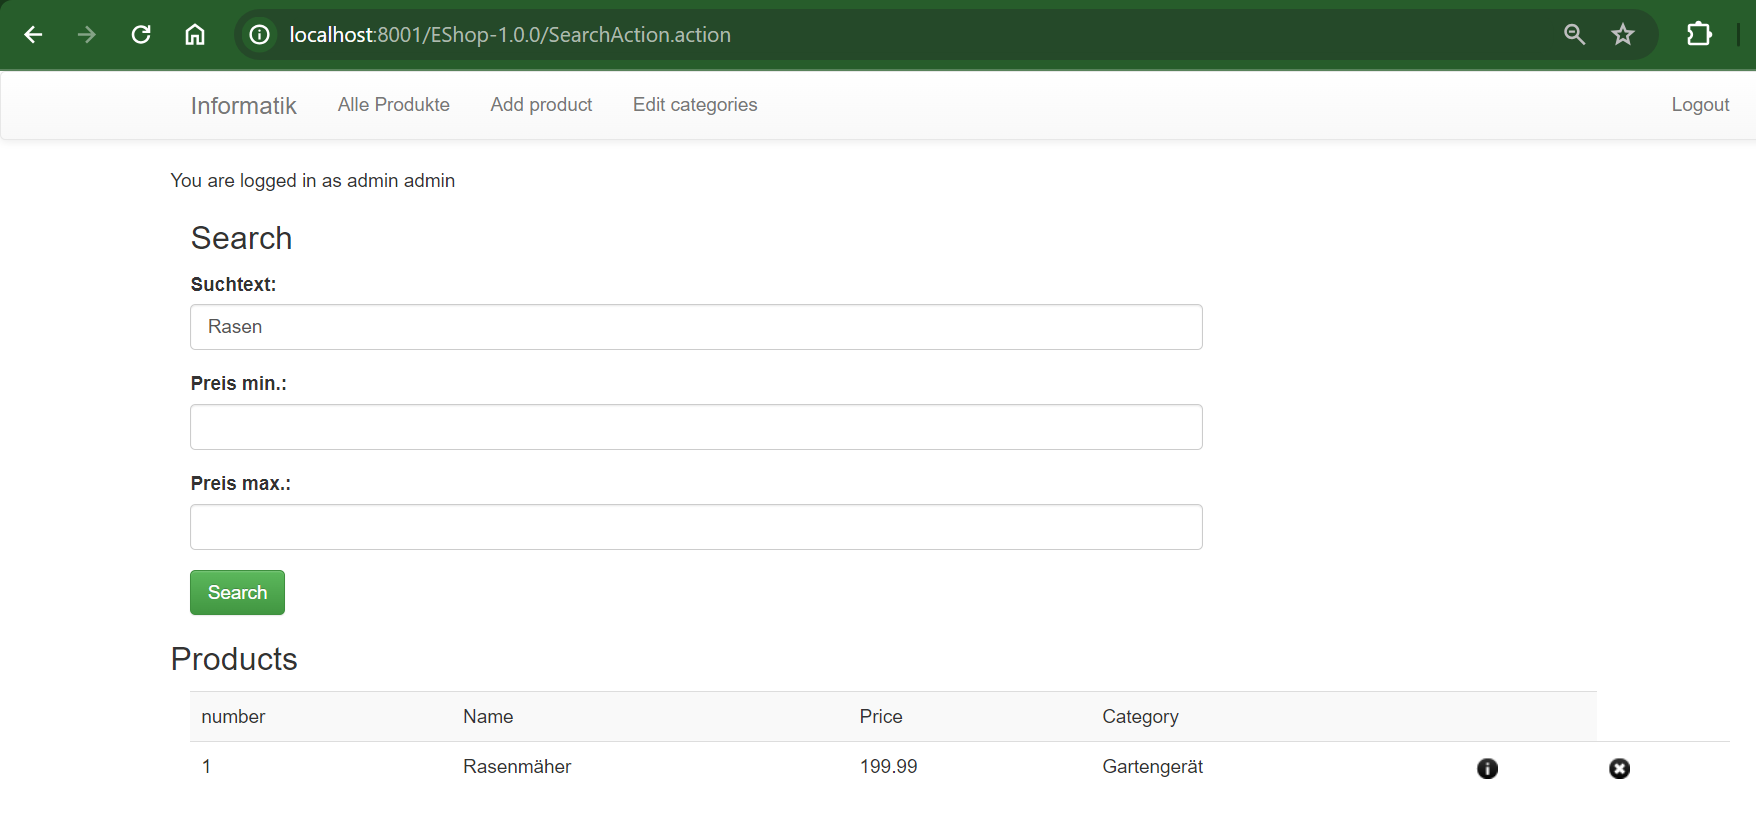 localhost:8001/EShop-1.0.0/SearchAction.action
Informatik Alle Produkte Add product Edit categories Logout
You are logged in as admin admin
Search
Suchtext:
Rasen
Preis min.:
Preis max.:
Search
Products
number Name Price Category
1 Rasenmäher 199.99 Gartengerät